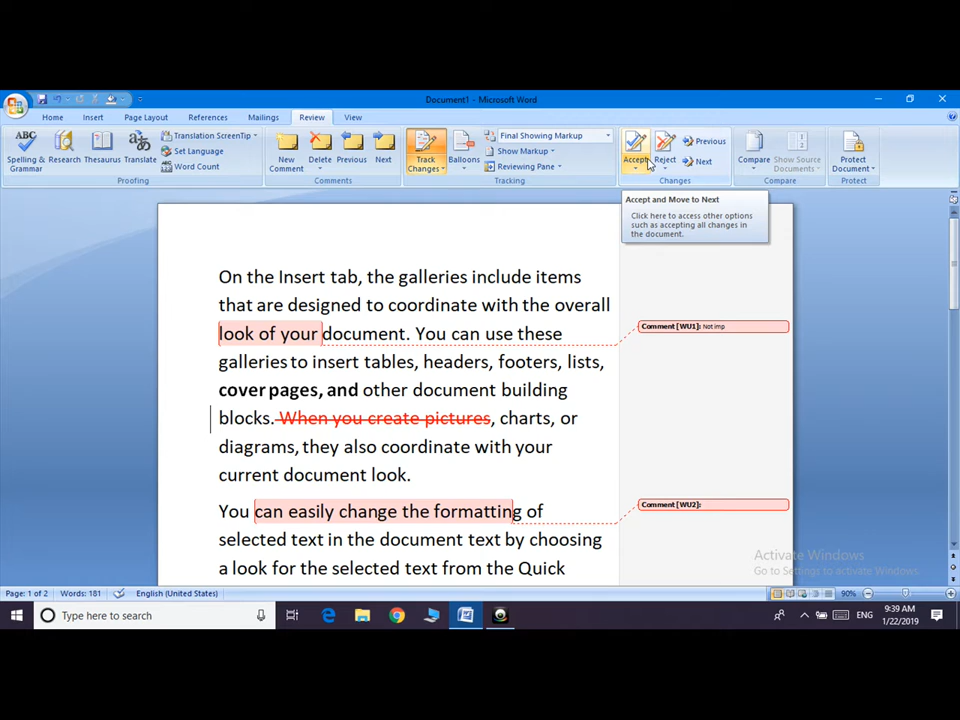 Document1 - Microsoft Word
Home Insert Page Layout References Mailings Review View
ABC
Spelling & Grammar
Research
Thesaurus
Translate
Translation ScreenTip
Set Language
Word Count
Proofing
New Comment
Delete
Previous
Next
Comments
Track Changes
Balloons
Final Showing Markup
Show Markup
Reviewing Pane
Tracking
Accept
Reject
Previous
Next
Changes
Compare
Show Source Documents
Compare
Protect Document
Protect
Accept and Move to Next
Click here to access other options
such as accepting all changes in
the document.
On the Insert tab, the galleries include items
that are designed to coordinate with the overall
look of your document. You can use these
galleries to insert tables, headers, footers, lists,
cover pages, and other document building
blocks. When you create pictures, charts, or
diagrams, they also coordinate with your
current document look.
You can easily change the formatting of
selected text in the document text by choosing
a look for the selected text from the Quick
Comment [WU1]: Not imp
Comment [WU2]:
Activate Windows
Go to Settings to activate Windows.
Page: 1 of 2 Words: 181 English (United States) 90%
Type here to search
ENG
9:39 AM
1/22/2019